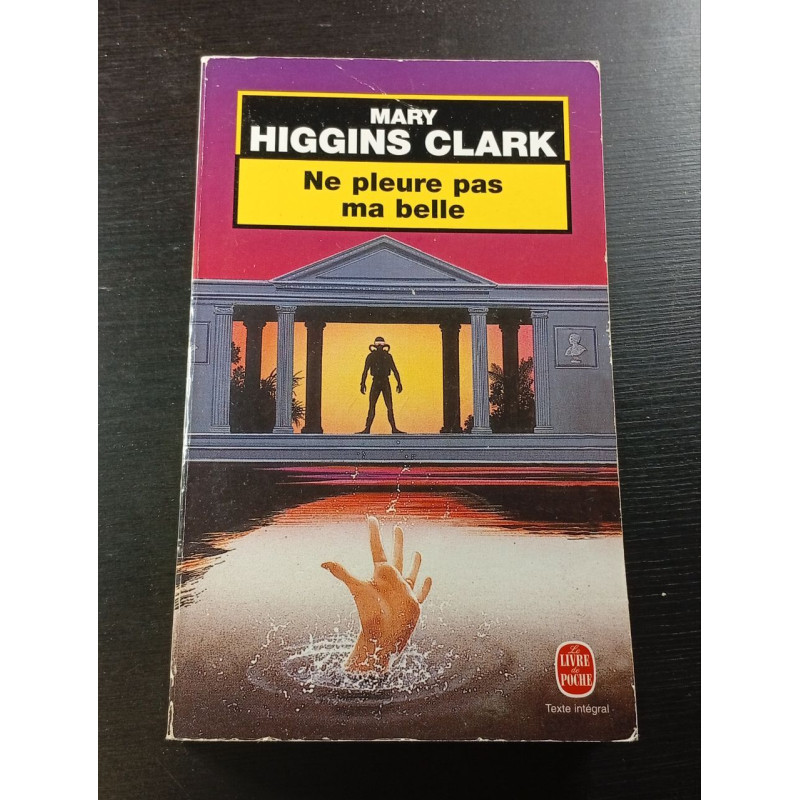 MARY
HIGGINS CLARK
Ne pleure pas
ma belle
Le
LIVRE
de
POCHE
Texte intégral